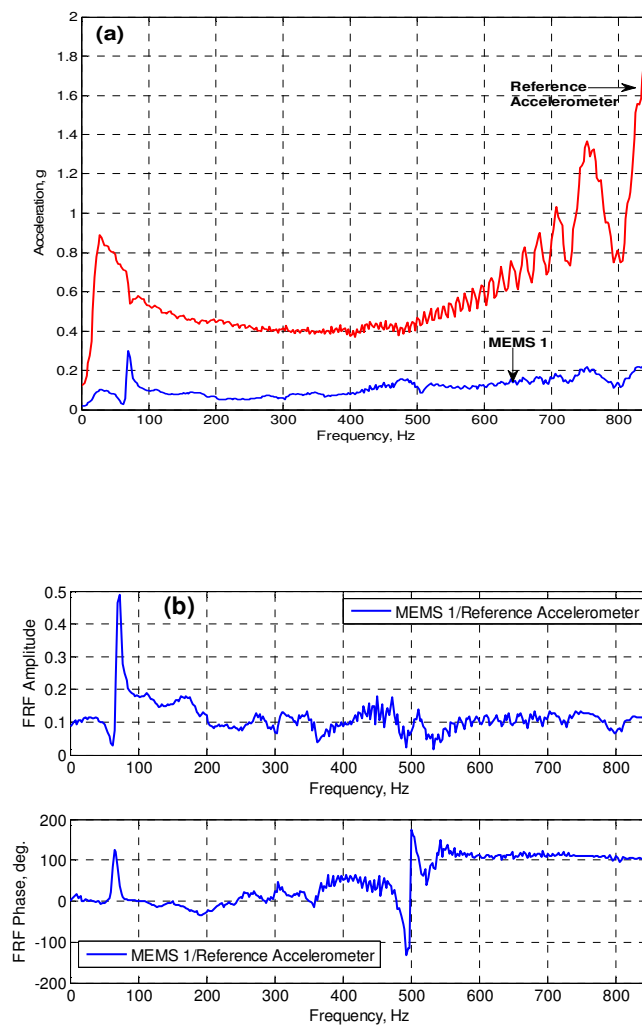 (a)
2
1.8
1.6
1.4
1.2
1
0.8
0.6
0.4
0.2
0
Acceleration, g
Reference
Accelerometer
MEMS 1
0 100 200 300 400 500 600 700 800
Frequency, Hz
(b)
MEMS 1/Reference Accelerometer
0.5
0.4
0.3
0.2
0.1
0
FRF Amplitude
0 100 200 300 400 500 600 700 800
Frequency, Hz
200
100
0
-100
-200
FRF Phase, deg.
MEMS 1/Reference Accelerometer
0 100 200 300 400 500 600 700 800
Frequency, Hz